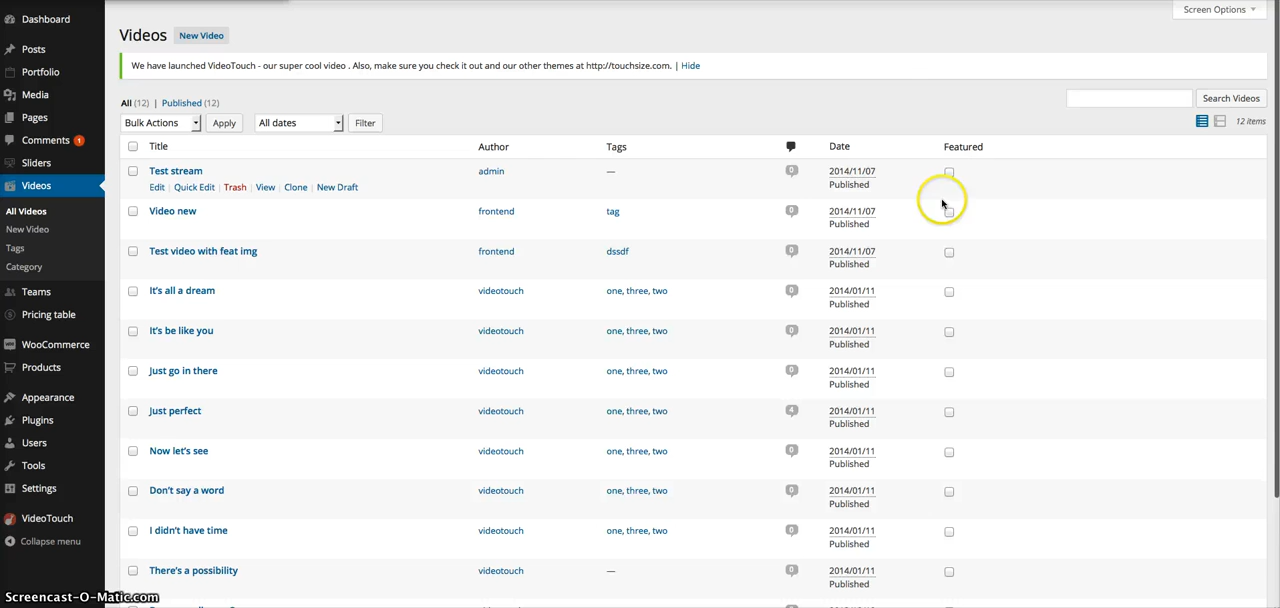 Screen Options
Dashboard
Posts
Portfolio
Media
Pages
Comments 1
Sliders
Videos
All Videos
New Video
Tags
Category
Teams
Pricing table
WooCommerce
Products
Appearance
Plugins
Users
Tools
Settings
VideoTouch
Collapse menu
Videos New Video
We have launched VideoTouch - our super cool video . Also, make sure you check it out and our other themes at http://touchsize.com. | Hide
All (12) | Published (12)
Search Videos
Bulk Actions Apply All dates Filter
12 items
Title Author Tags Date Featured
Test stream admin — 0 2014/11/07
Edit | Quick Edit | Trash | View | Clone | New Draft Published
Video new frontend tag 0 2014/11/07
Published
Test video with feat img frontend dssdf 0 2014/11/07
Published
It's all a dream videotouch one, three, two 0 2014/01/11
Published
It's be like you videotouch one, three, two 0 2014/01/11
Published
Just go in there videotouch one, three, two 0 2014/01/11
Published
Just perfect videotouch one, three, two 4 2014/01/11
Published
Now let's see videotouch one, three, two 0 2014/01/11
Published
Don't say a word videotouch one, three, two 0 2014/01/11
Published
I didn't have time videotouch one, three, two 0 2014/01/11
Published
There's a possibility videotouch — 0 2014/01/11
Published
Screencast-O-Matic.com